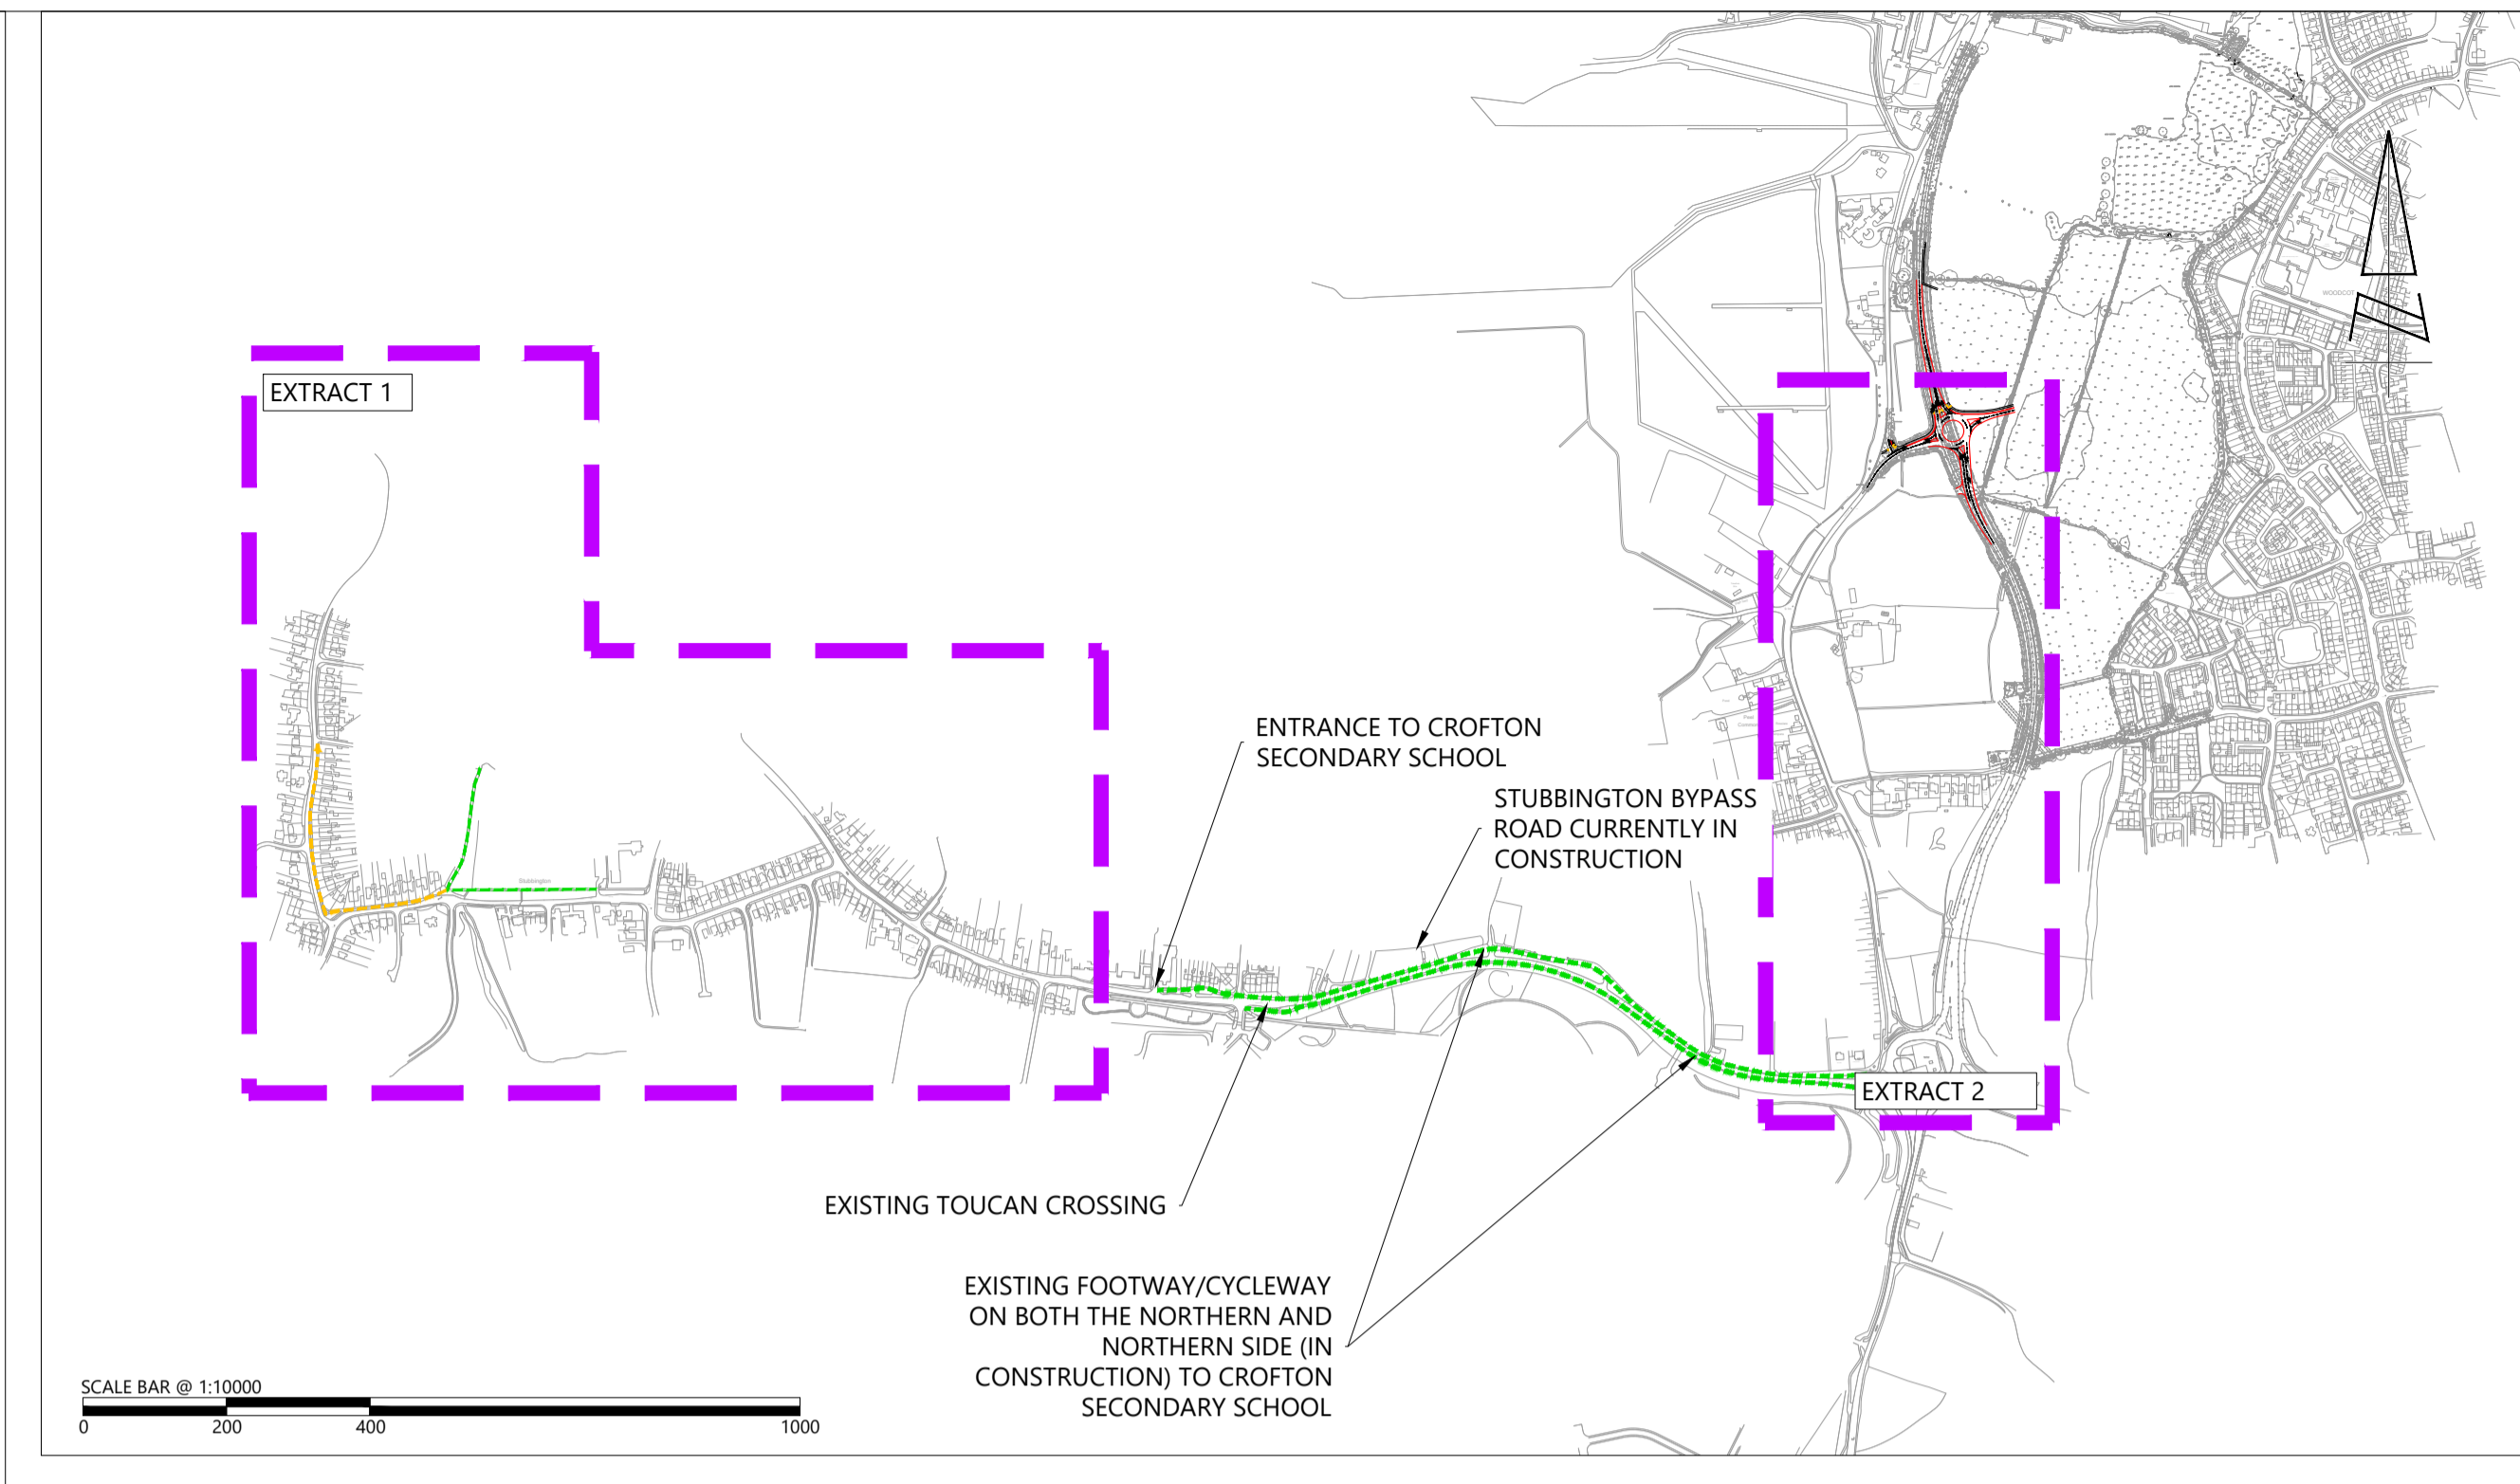 EXTRACT 1
WOODCOT
ENTRANCE TO CROFTON
SECONDARY SCHOOL
STUBBINGTON BYPASS
ROAD CURRENTLY IN
CONSTRUCTION
Stubbington
EXTRACT 2
EXISTING TOUCAN CROSSING
EXISTING FOOTWAY/CYCLEWAY
ON BOTH THE NORTHERN AND
NORTHERN SIDE (IN
CONSTRUCTION) TO CROFTON
SECONDARY SCHOOL
SCALE BAR @ 1:10000
0 200 400 1000